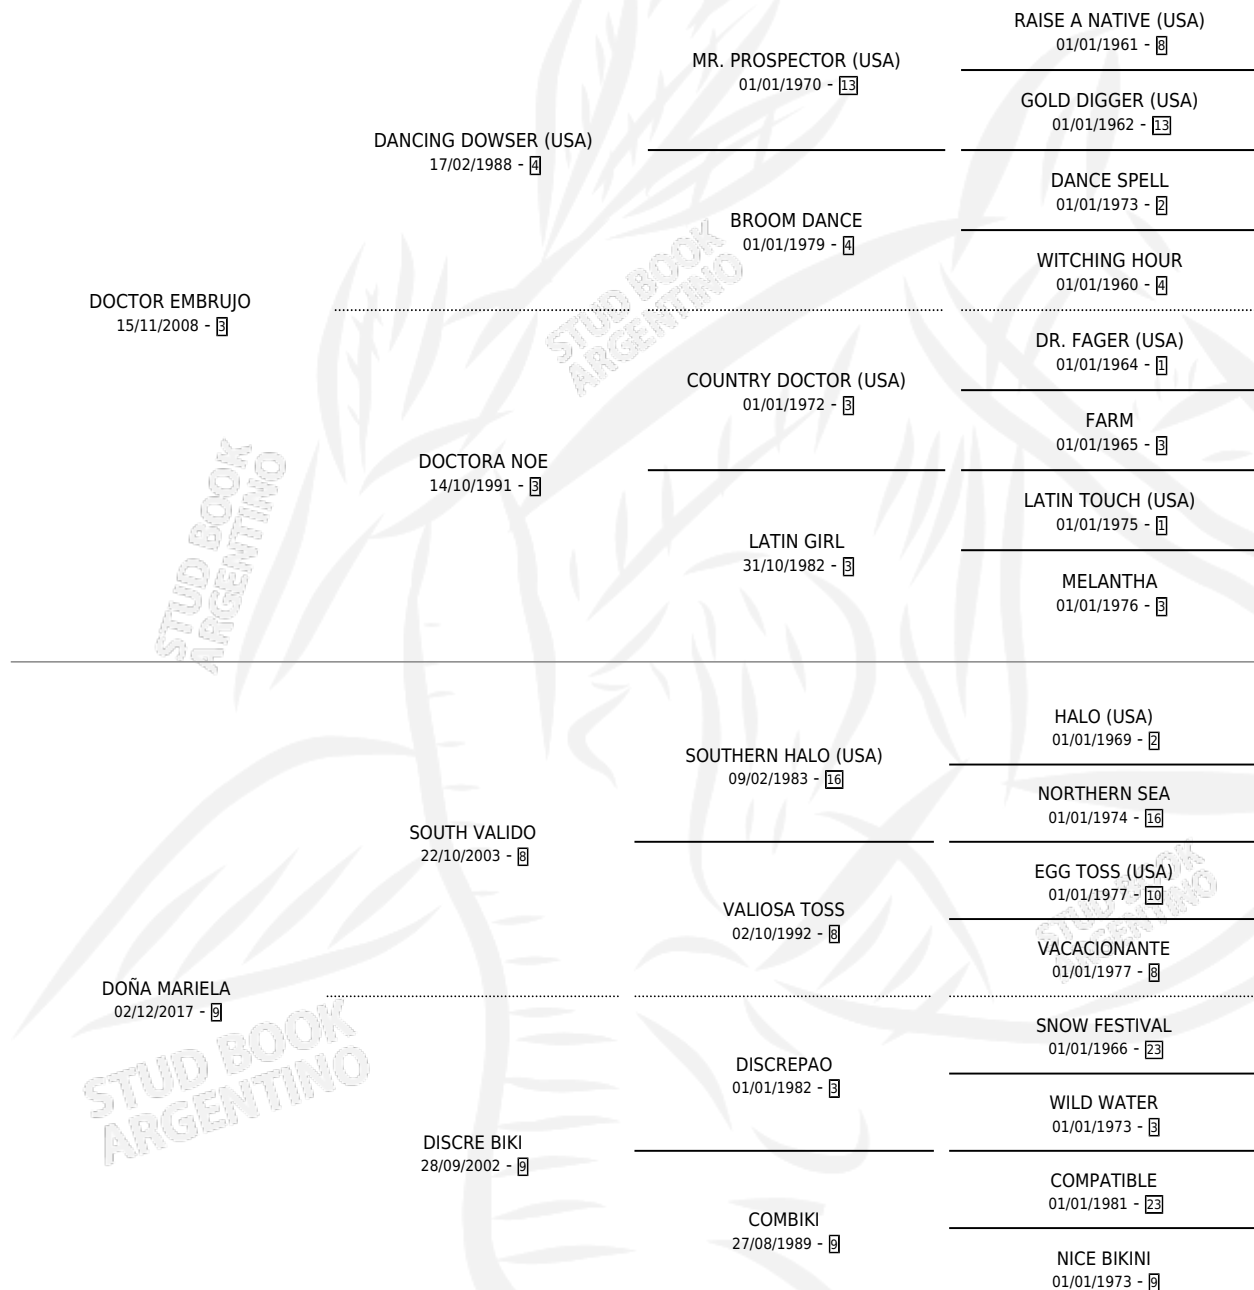 RAISE A NATIVE (USA)
01/01/1961 - 8
MR. PROSPECTOR (USA)
01/01/1970 - 13
GOLD DIGGER (USA)
01/01/1962 - 13
DANCING DOWSER (USA)
17/02/1988 - 4
DANCE SPELL
01/01/1973 - 2
BROOM DANCE
01/01/1979 - 4
WITCHING HOUR
01/01/1960 - 4
DOCTOR EMBRUJO
15/11/2008 - 3
DR. FAGER (USA)
01/01/1964 - 1
COUNTRY DOCTOR (USA)
01/01/1972 - 3
FARM
01/01/1965 - 3
DOCTORA NOE
14/10/1991 - 3
LATIN TOUCH (USA)
01/01/1975 - 1
LATIN GIRL
31/10/1982 - 3
MELANTHA
01/01/1976 - 3
HALO (USA)
01/01/1969 - 2
SOUTHERN HALO (USA)
09/02/1983 - 16
NORTHERN SEA
01/01/1974 - 16
SOUTH VALIDO
22/10/2003 - 8
EGG TOSS (USA)
01/01/1977 - 10
VALIOSA TOSS
02/10/1992 - 8
VACACIONANTE
01/01/1977 - 8
DOÑA MARIELA
02/12/2017 - 9
SNOW FESTIVAL
01/01/1966 - 23
DISCREPAO
01/01/1982 - 3
WILD WATER
01/01/1973 - 3
DISCRE BIKI
28/09/2002 - 9
COMPATIBLE
01/01/1981 - 23
COMBIKI
27/08/1989 - 9
NICE BIKINI
01/01/1973 - 9
STUD BOOK
ARGENTINO
STUD BOOK
ARGENTINO
STUD BOOK
ARGENTINO
STUD BOOK
ARGENTINO